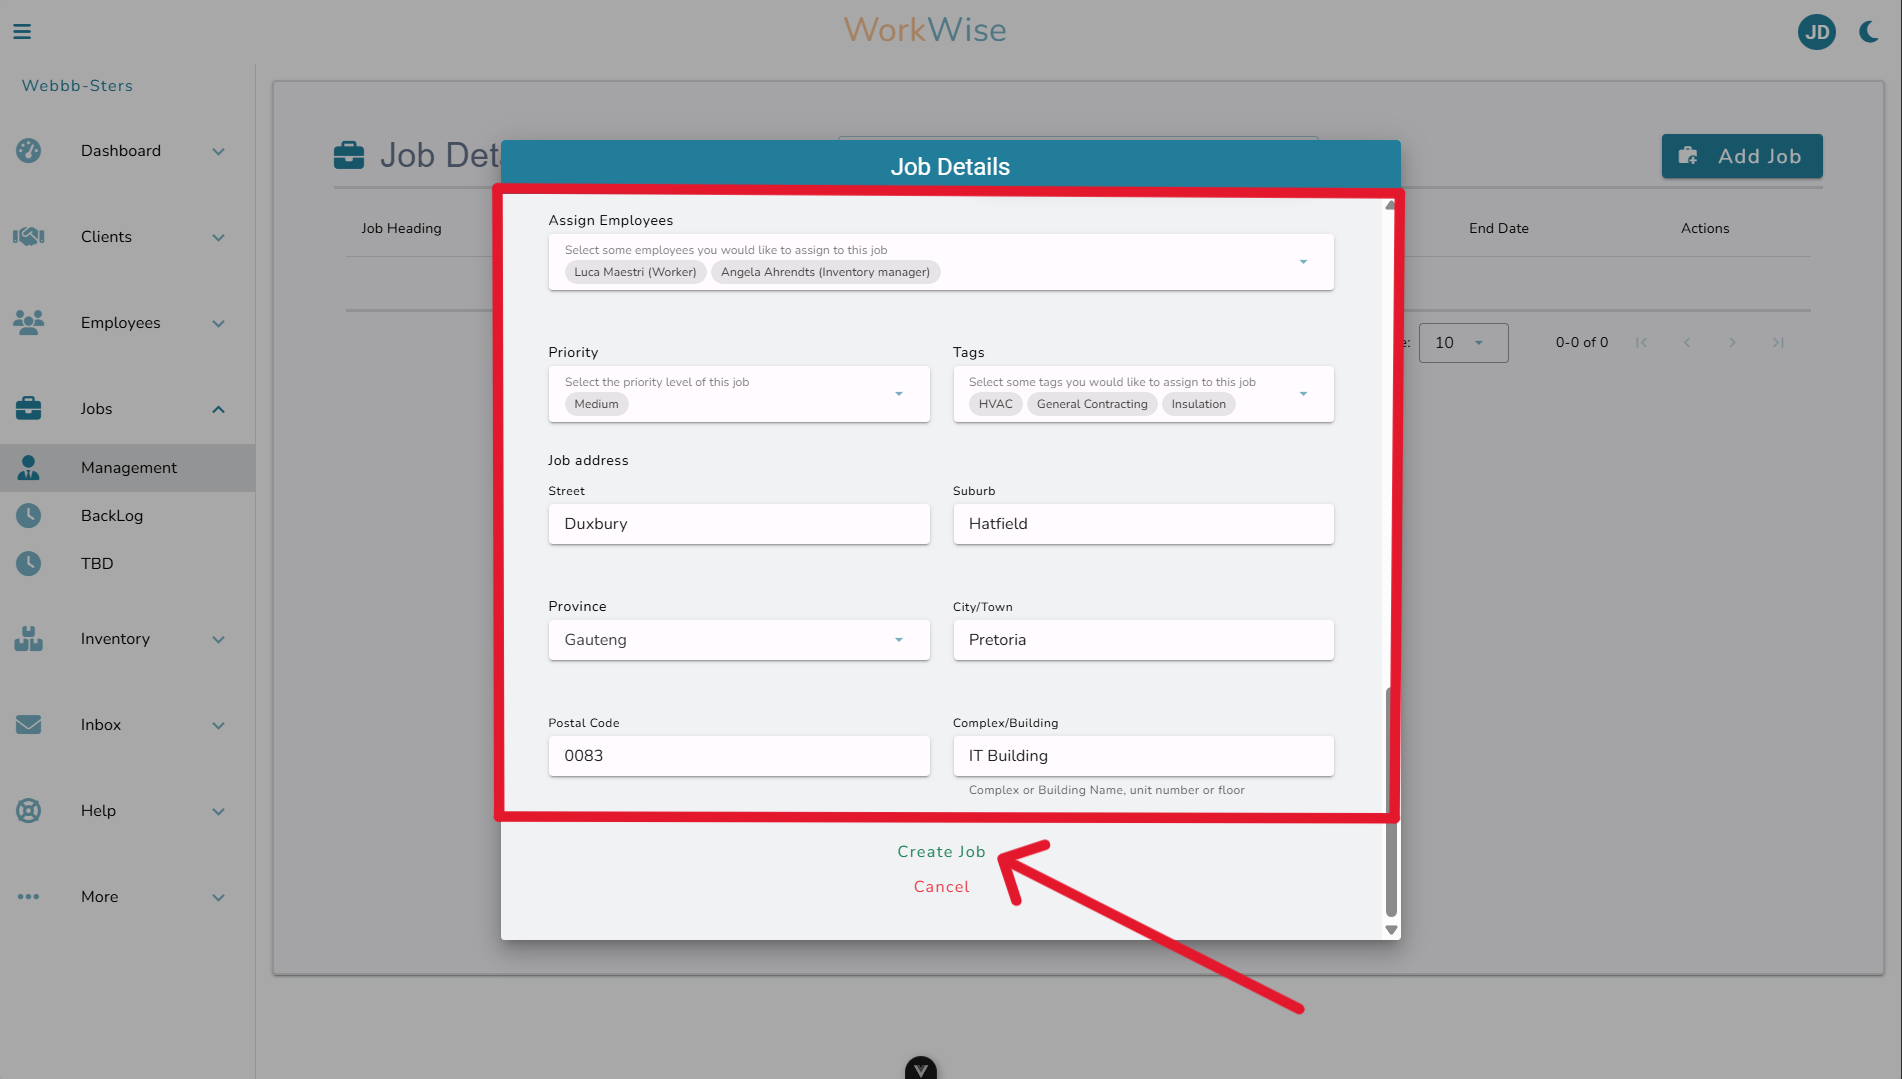 WorkWise
JD
Webbb-Sters
Dashboard
Clients
Employees
Jobs
Management
BackLog
TBD
Inventory
Inbox
Help
More
Job Det
Add Job
Job Heading
End Date
Actions
10
0-0 of 0
Job Details
Assign Employees
Select some employees you would like to assign to this job
Luca Maestri (Worker) Angela Ahrendts (Inventory manager)
Priority
Select the priority level of this job
Medium
Tags
Select some tags you would like to assign to this job
HVAC General Contracting Insulation
Job address
Street
Duxbury
Suburb
Hatfield
Province
Gauteng
City/Town
Pretoria
Postal Code
0083
Complex/Building
IT Building
Complex or Building Name, unit number or floor
Create Job
Cancel